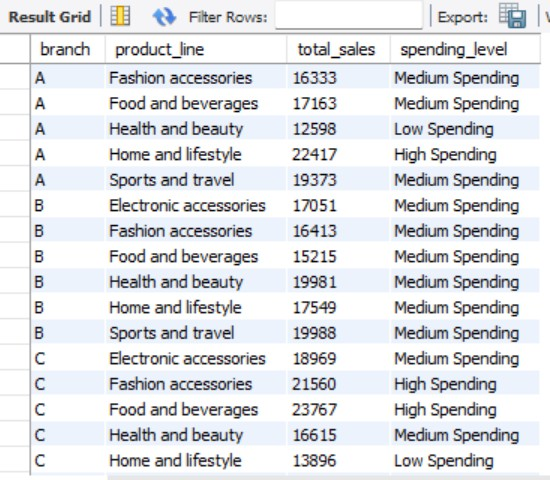 Result Grid Filter Rows: Export:
branch product_line total_sales spending_level
A Fashion accessories 16333 Medium Spending
A Food and beverages 17163 Medium Spending
A Health and beauty 12598 Low Spending
A Home and lifestyle 22417 High Spending
A Sports and travel 19373 Medium Spending
B Electronic accessories 17051 Medium Spending
B Fashion accessories 16413 Medium Spending
B Food and beverages 15215 Medium Spending
B Health and beauty 19981 Medium Spending
B Home and lifestyle 17549 Medium Spending
B Sports and travel 19988 Medium Spending
C Electronic accessories 18969 Medium Spending
C Fashion accessories 21560 High Spending
C Food and beverages 23767 High Spending
C Health and beauty 16615 Medium Spending
C Home and lifestyle 13896 Low Spending